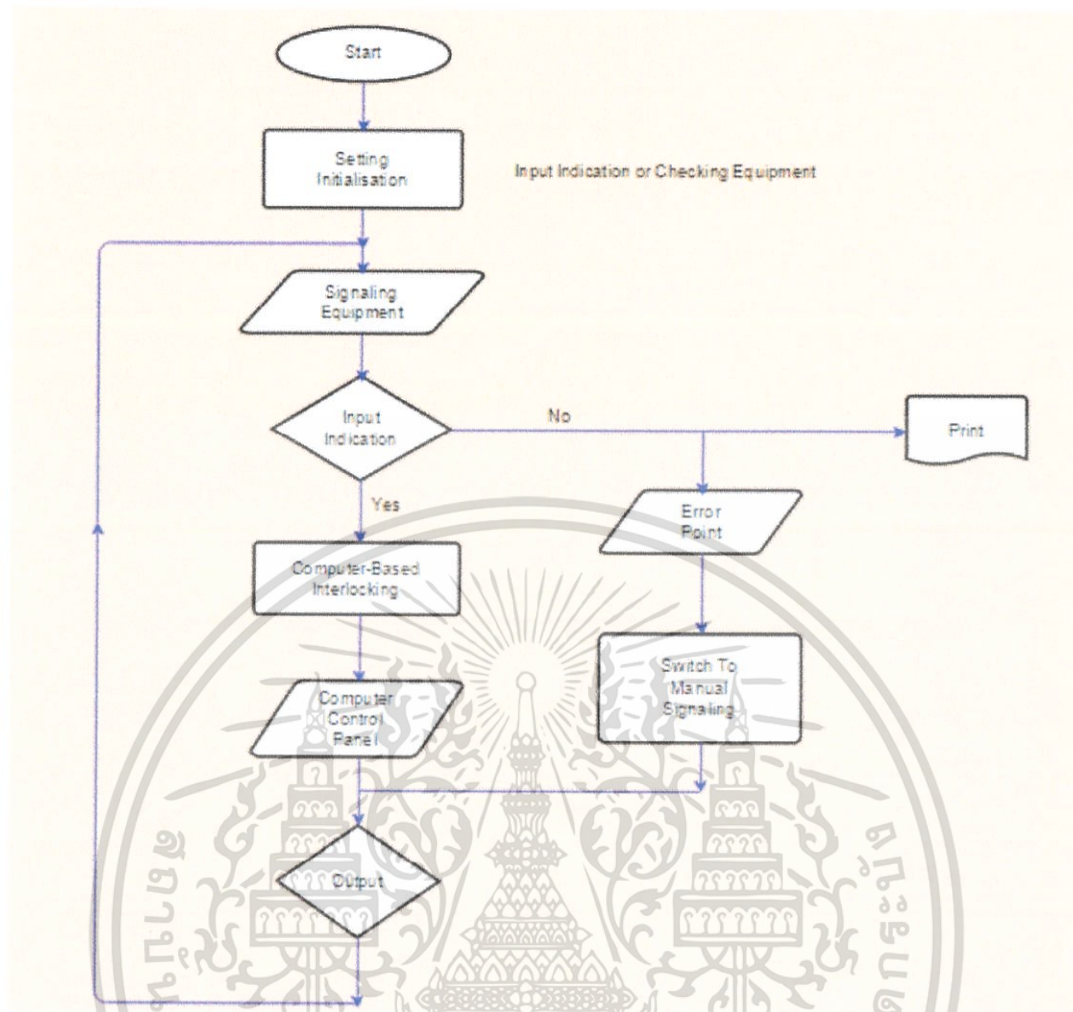 Start
Setting
Initialisation
Input Indication or Checking Equipment
Signaling
Equipment
Input
Indication
No
Print
Yes
Error
Point
Computer-Based
Interlocking
Switch To
Manual
Signaling
Computer
Control
Panel
Output